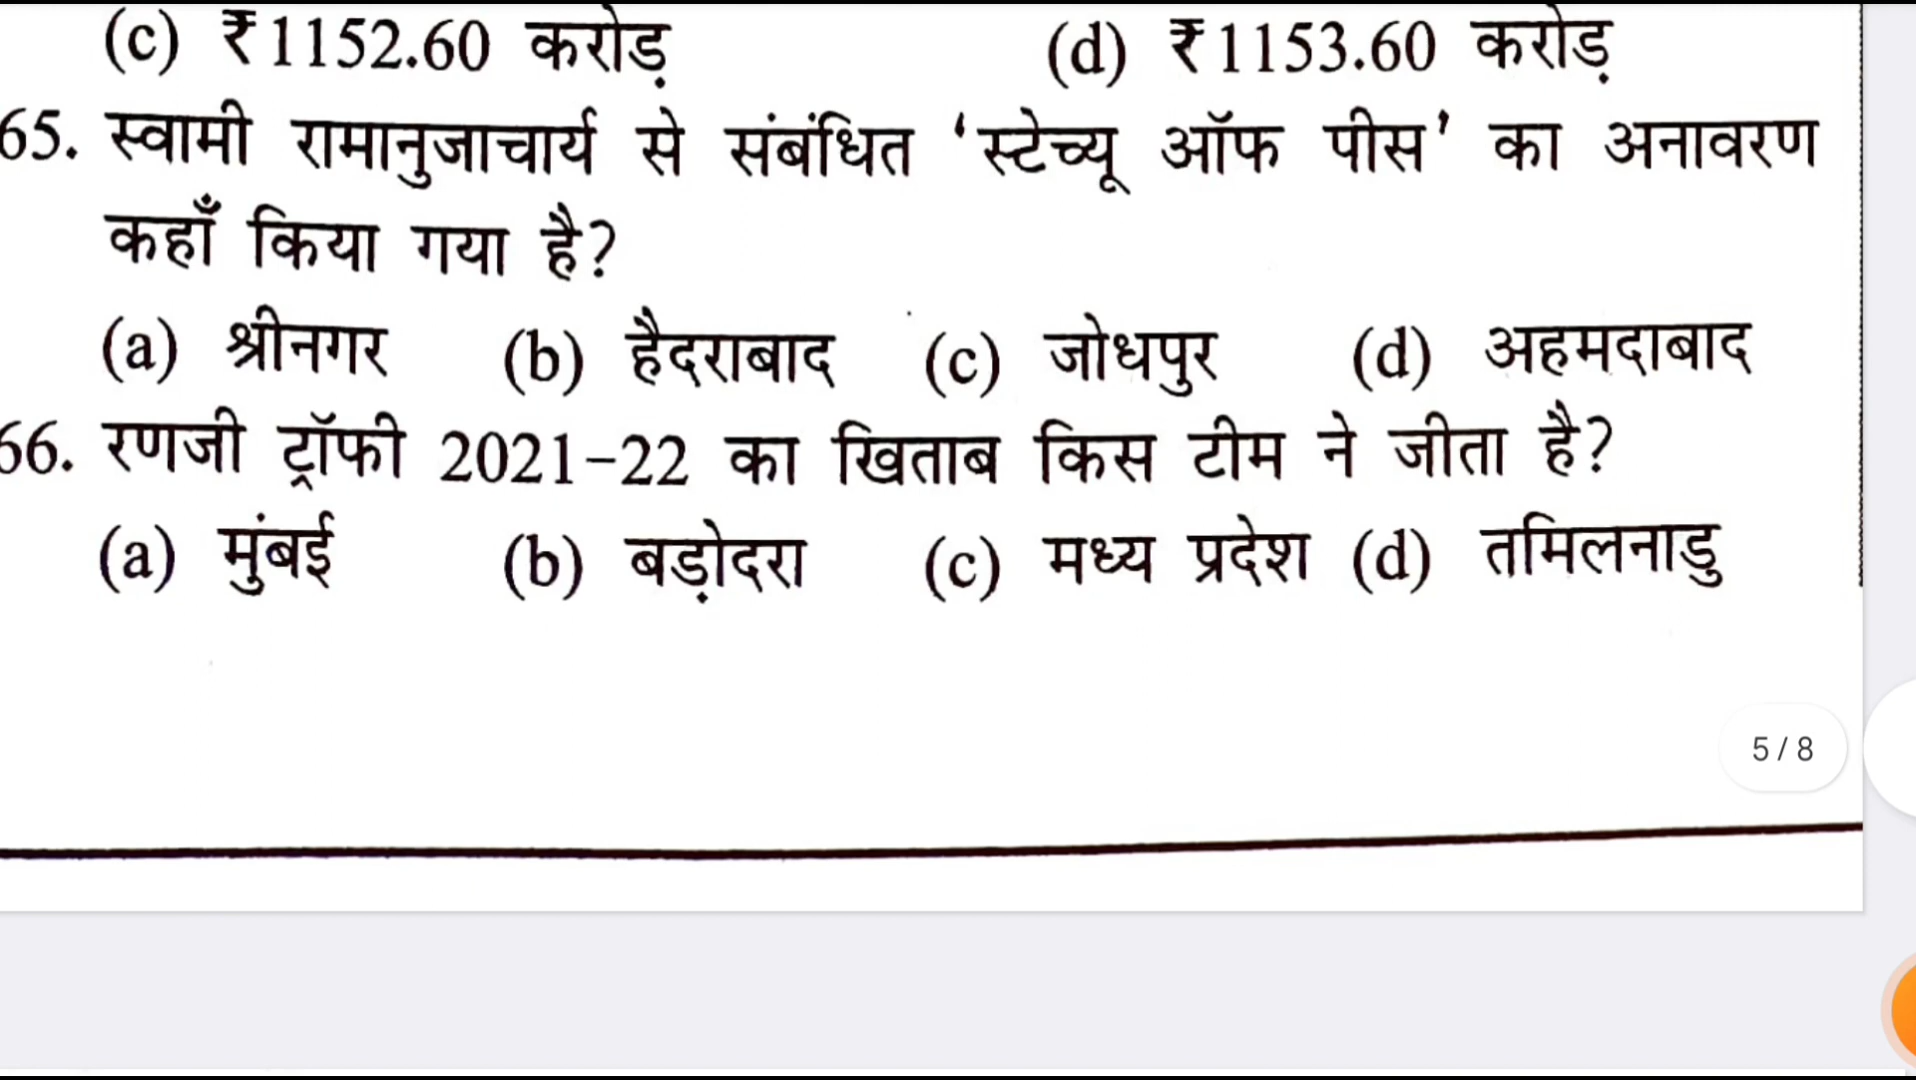 (c) ₹1152.60 करोड़ (d) ₹1153.60 करोड़
65. स्वामी रामानुजाचार्य से संबंधित ‘स्टेच्यू ऑफ पीस’ का अनावरण
कहाँ किया गया है?
(a) श्रीनगर (b) हैदराबाद (c) जोधपुर (d) अहमदाबाद
66. रणजी ट्रॉफी 2021-22 का खिताब किस टीम ने जीता है?
(a) मुंबई (b) बड़ोदरा (c) मध्य प्रदेश (d) तमिलनाडु
5 / 8